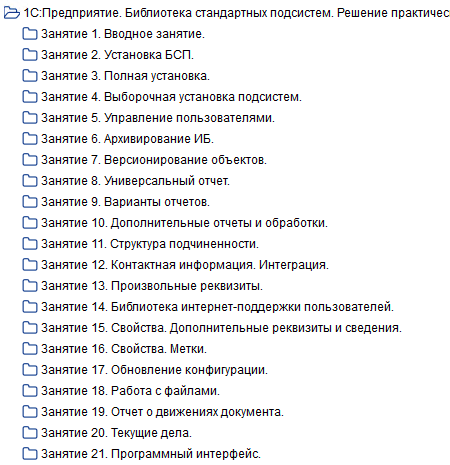 1С:Предприятие. Библиотека стандартных подсистем. Решение практичес
Занятие 1. Вводное занятие.
Занятие 2. Установка БСП.
Занятие 3. Полная установка.
Занятие 4. Выборочная установка подсистем.
Занятие 5. Управление пользователями.
Занятие 6. Архивирование ИБ.
Занятие 7. Версионирование объектов.
Занятие 8. Универсальный отчет.
Занятие 9. Варианты отчетов.
Занятие 10. Дополнительные отчеты и обработки.
Занятие 11. Структура подчиненности.
Занятие 12. Контактная информация. Интеграция.
Занятие 13. Произвольные реквизиты.
Занятие 14. Библиотека интернет-поддержки пользователей.
Занятие 15. Свойства. Дополнительные реквизиты и сведения.
Занятие 16. Свойства. Метки.
Занятие 17. Обновление конфигурации.
Занятие 18. Работа с файлами.
Занятие 19. Отчет о движениях документа.
Занятие 20. Текущие дела.
Занятие 21. Программный интерфейс.